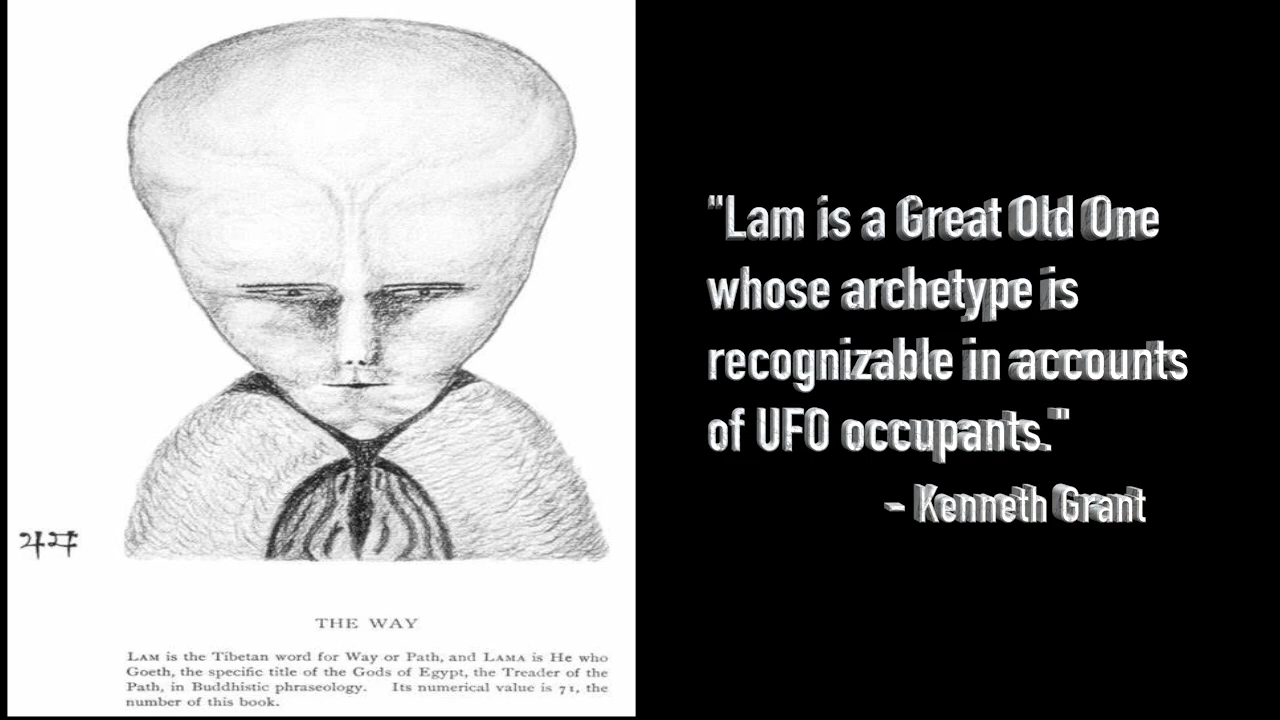 "Lam is a Great Old One
whose archetype is
recognizable in accounts
of UFO occupants."
- Kenneth Grant
THE WAY
LAM is the Tibetan word for Way or Path, and LAMA is He who
Goeth, the specific title of the Gods of Egypt, the Treader of the
Path, in Buddhistic phraseology. Its numerical value is 71, the
number of this book.